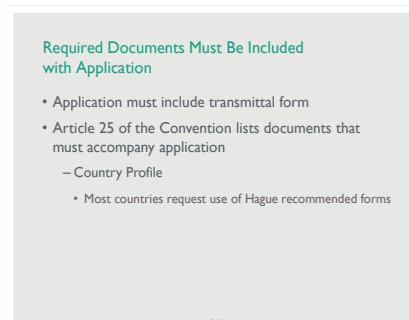 Required Documents Must Be Included
with Application
• Application must include transmittal form
• Article 25 of the Convention lists documents that
must accompany application
– Country Profile
• Most countries request use of Hague recommended forms